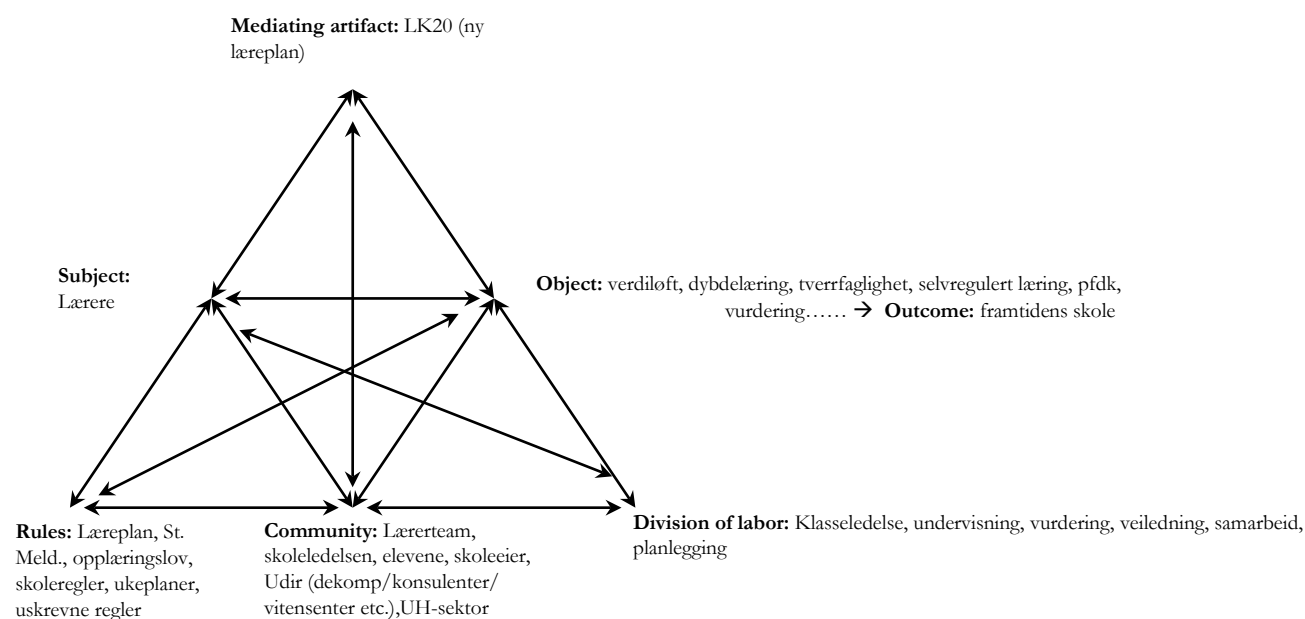 Mediating artifact: LK20 (ny
læreplan)
Subject:
Lærere
Object: verdiløft, dybdelæring, tverrfaglighet, selvregulert læring, pfdk,
vurdering…… → Outcome: framtidens skole
Rules: Læreplan, St.
Meld., opplæringslov,
skoleregler, ukeplaner,
uskrevne regler
Community: Lærerteam,
skoleledelsen, elevene, skoleeier,
Udir (dekomp/konsulenter/
vitensenter etc.),UH-sektor
Division of labor: Klasseledelse, undervisning, vurdering, veiledning, samarbeid,
planlegging